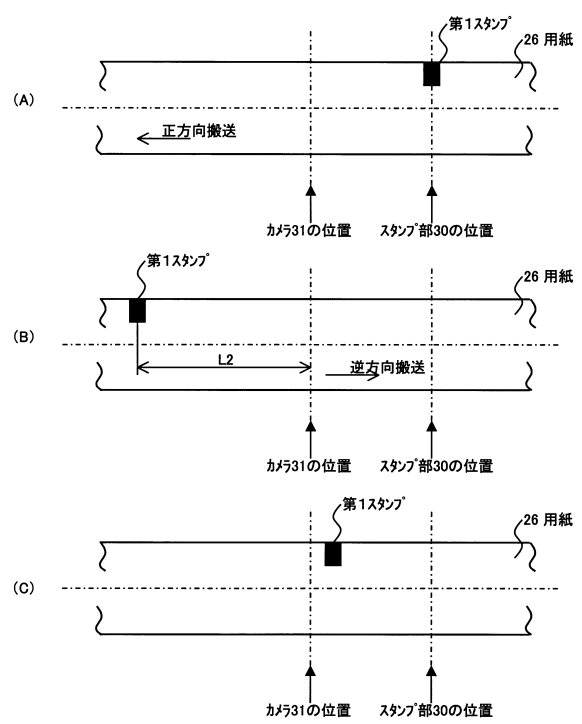 第1ｽﾀﾝﾌﾟ
26 用紙
(A)
正方向搬送
ｶﾒﾗ31の位置
ｽﾀﾝﾌﾟ部30の位置
第1ｽﾀﾝﾌﾟ
26 用紙
(B)
L2
逆方向搬送
ｶﾒﾗ31の位置
ｽﾀﾝﾌﾟ部30の位置
第1ｽﾀﾝﾌﾟ
26 用紙
(C)
ｶﾒﾗ31の位置
ｽﾀﾝﾌﾟ部30の位置